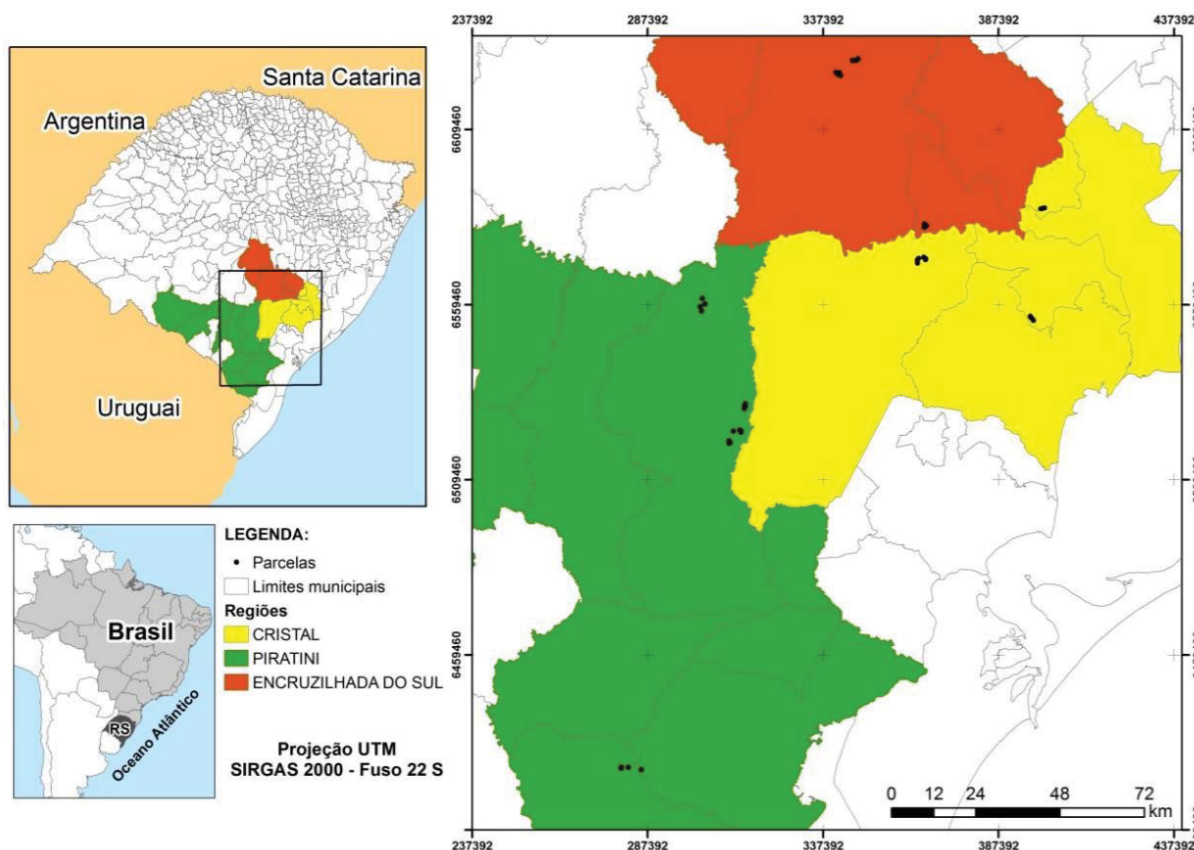 Santa Catarina
Argentina
Uruguai
Brasil
RS
Oceano Atlântico
LEGENDA:
Parcelas
Limites municipais
Regiões
CRISTAL
PIRATINI
ENCRUZILHADA DO SUL
Projeção UTM
SIRGAS 2000 - Fuso 22 S
237392 287392 337392 387392 437392
6609460
6559460
6509460
6459460
0 12 24 48 72
km
237392 287392 337392 387392 437392